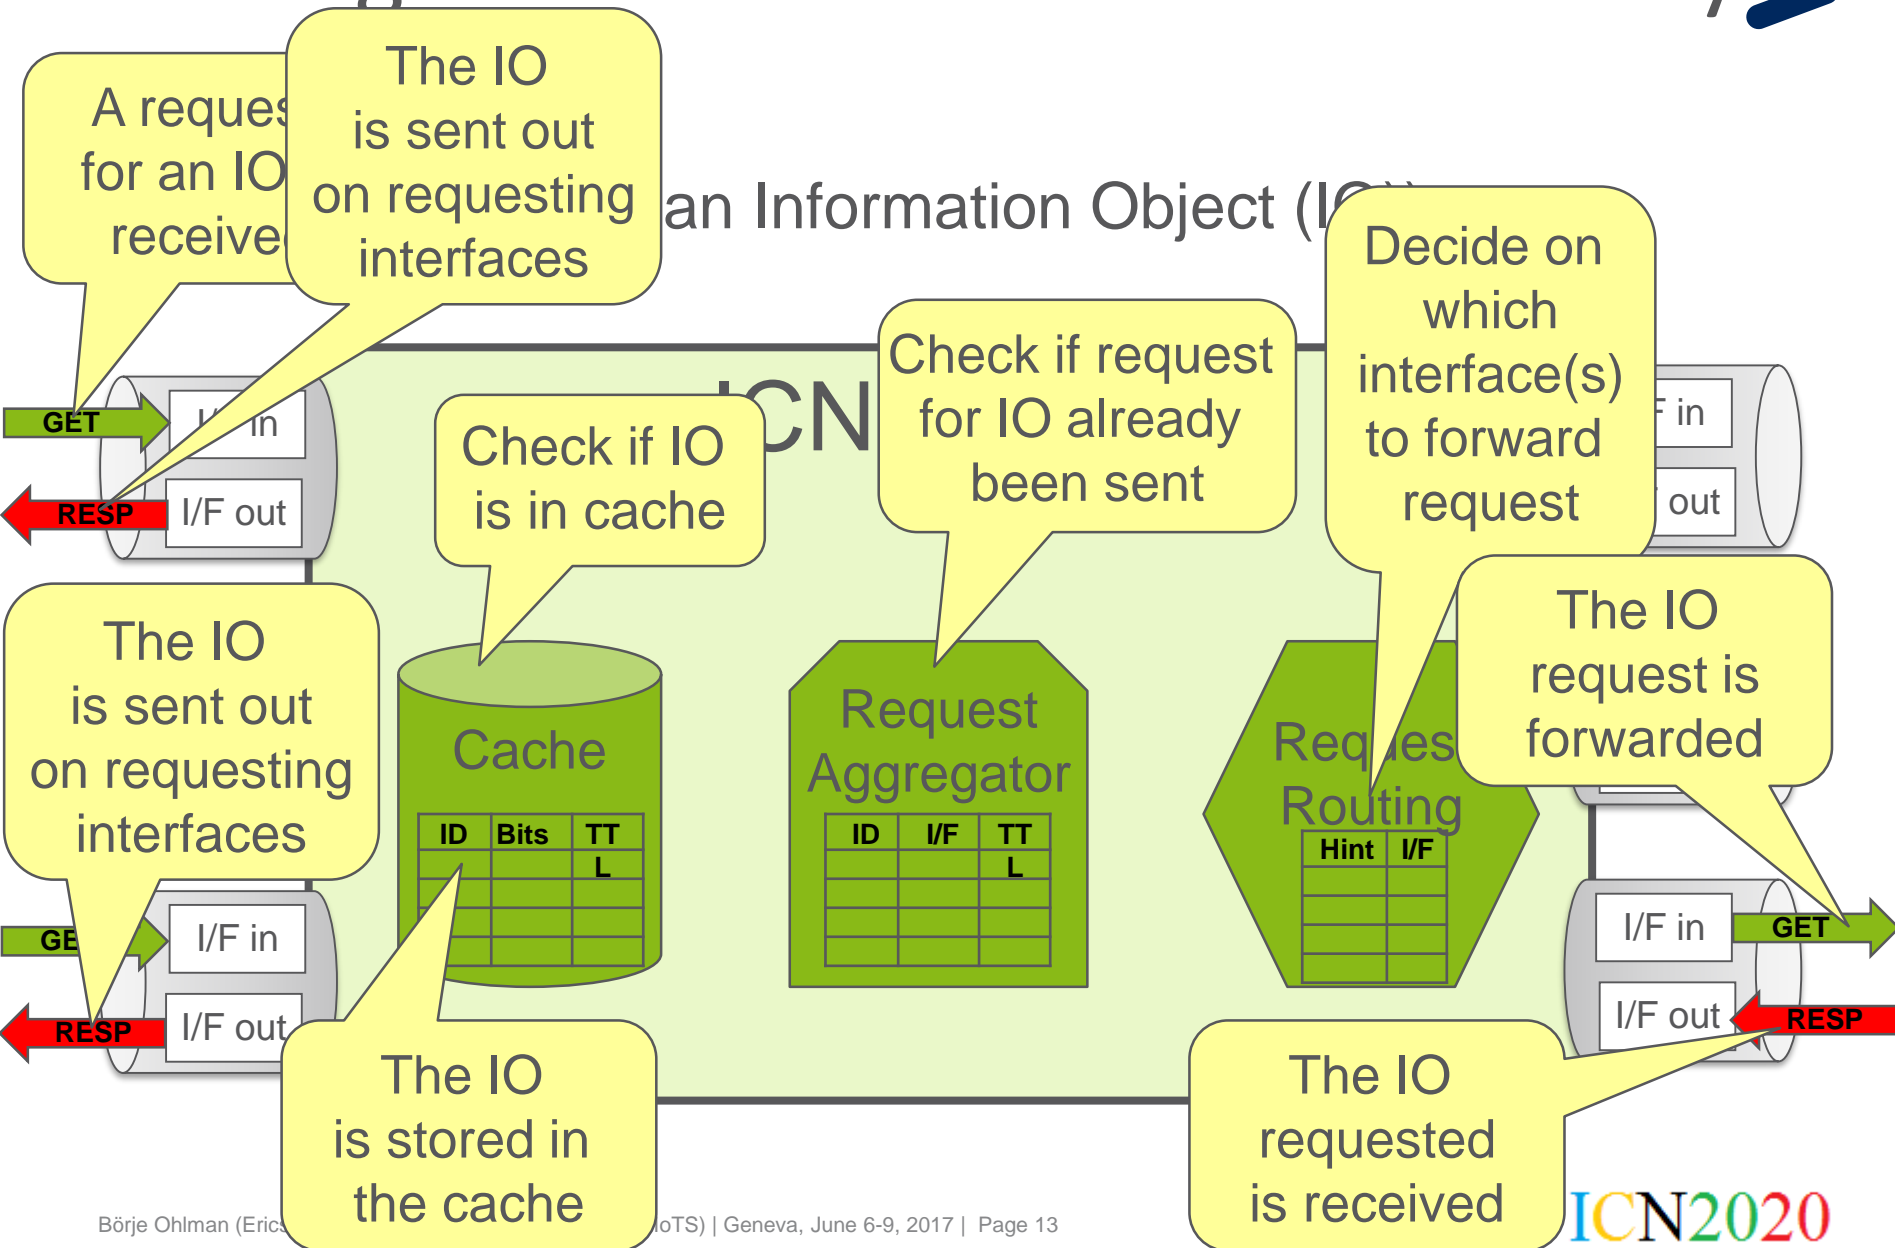 A reques
for an IO
receive
The IO
is sent out
on requesting
interfaces
an Information Object (IO))
Decide on
which
interface(s)
to forward
request
ICN
Check if request
for IO already
been sent
Check if IO
is in cache
GET
in
RESP
I/F out
in
out
The IO
is sent out
on requesting
interfaces
The IO
request is
forwarded
Cache
ID Bits TT
L
Request
Aggregator
ID I/F TT
L
Reques
Routing
Hint I/F
GE
I/F in
RESP
I/F out
I/F in
GET
I/F out
RESP
The IO
is stored in
the cache
The IO
requested
is received
Börje Ohlman (Erics
IoTS) | Geneva, June 6-9, 2017 | Page 13
ICN2020